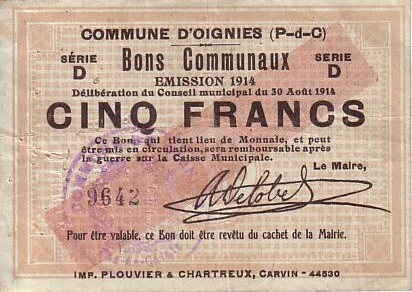 COMMUNE D'OIGNIES (P-d-C)
SÉRIE D Bons Communaux SERIE D
EMISSION 1914
Délibération du Conseil municipal du 30 Août 1914
CINQ FRANCS
Ce Bon, qui tient lieu de Monnaie, et peut
être mis en circulation, sera remboursable après
la guerre sur la Caisse Municipale.
Le Maire,
9642
ADelobel
Pour être valable, ce Bon doit être revêtu du cachet de la Mairie.
IMP. PLOUVIER & CHARTREUX, CARVIN - 44530